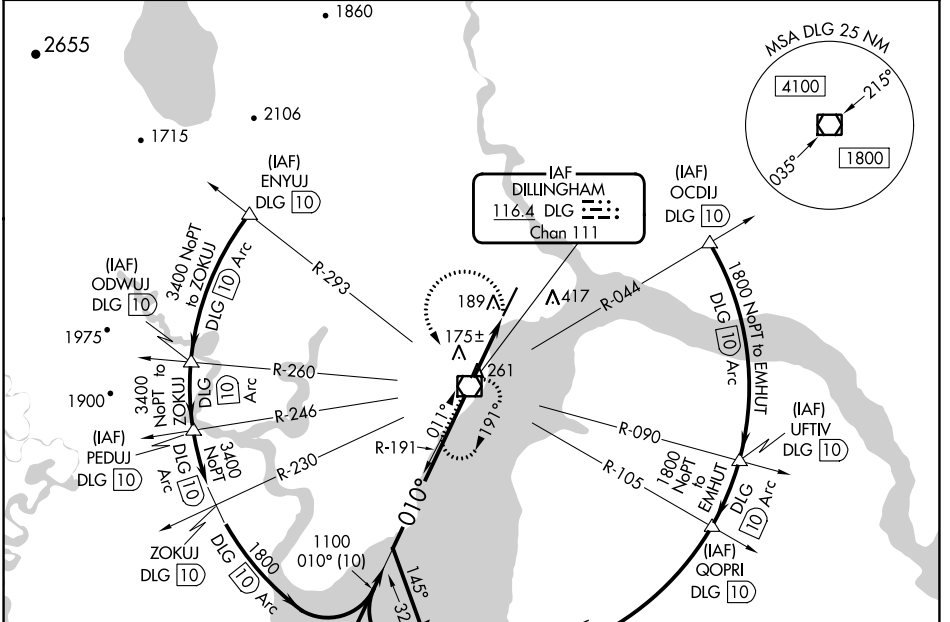 1860
2655
2106
1715
MSA DLG 25 NM
4100
215°
035°
1800
(IAF)
ENYUJ
DLG 10
IAF
DILLINGHAM
116.4 DLG
Chan 111
(IAF)
OCDIJ
DLG 10
3400 NoPT
to ZOKUJ
DLG 10 Arc
R-293
R-044
1800 NoPT to EMHUT
DLG 10 Arc
(IAF)
ODWUJ
DLG 10
189
417
175±
261
1975
1900
R-260
3400
NoPT to
ZOKUJ
DLG 10 Arc
R-246
R-230
011°
191°
R-191
(IAF)
PEDUJ
DLG 10
3400
NoPT
DLG 10 Arc
R-090
R-105
(IAF)
UFTIV
DLG 10
1800
NoPT
to
EMHUT
DLG 10 Arc
(IAF)
QOPRI
DLG 10
010°
ZOKUJ
DLG 10
1800
DLG 10 Arc
1100
010° (10)
145°
32